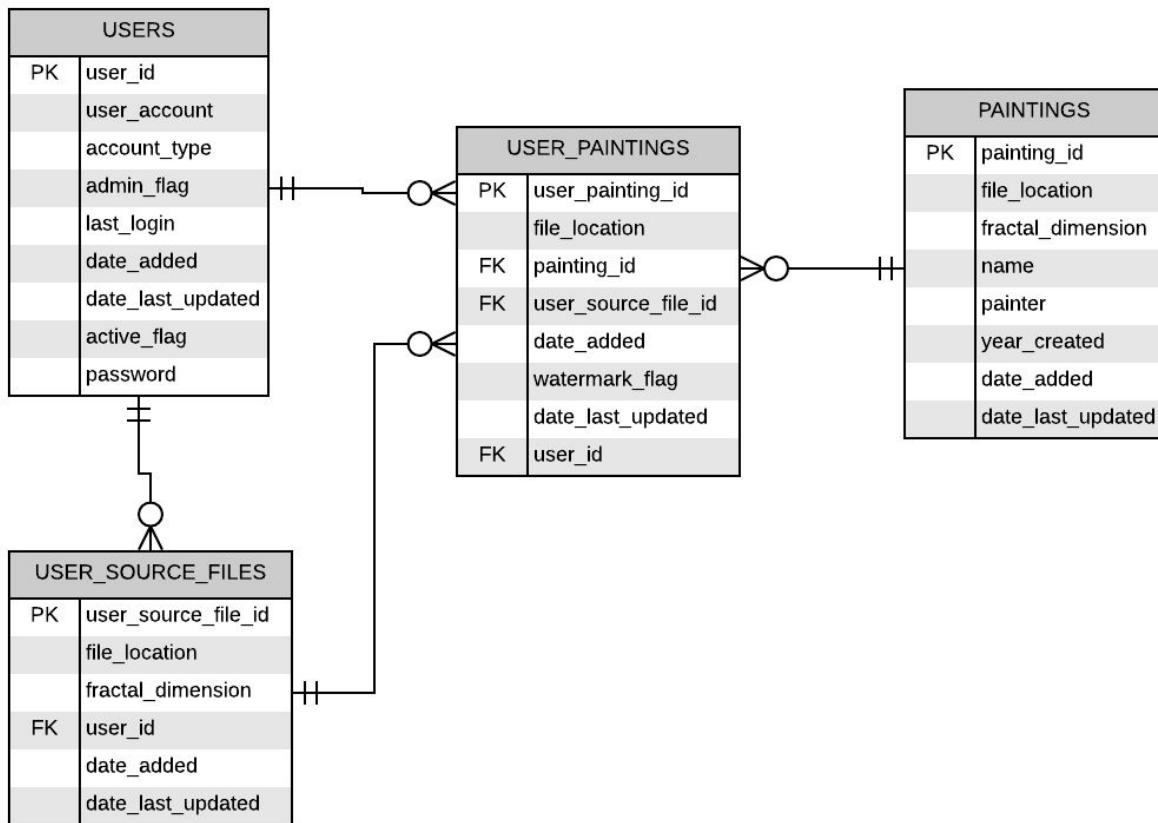 USERS
PK user_id
user_account
account_type
admin_flag
last_login
date_added
date_last_updated
active_flag
password
USER_PAINTINGS
PK user_painting_id
file_location
FK painting_id
FK user_source_file_id
date_added
watermark_flag
date_last_updated
FK user_id
PAINTINGS
PK painting_id
file_location
fractal_dimension
name
painter
year_created
date_added
date_last_updated
USER_SOURCE_FILES
PK user_source_file_id
file_location
fractal_dimension
FK user_id
date_added
date_last_updated